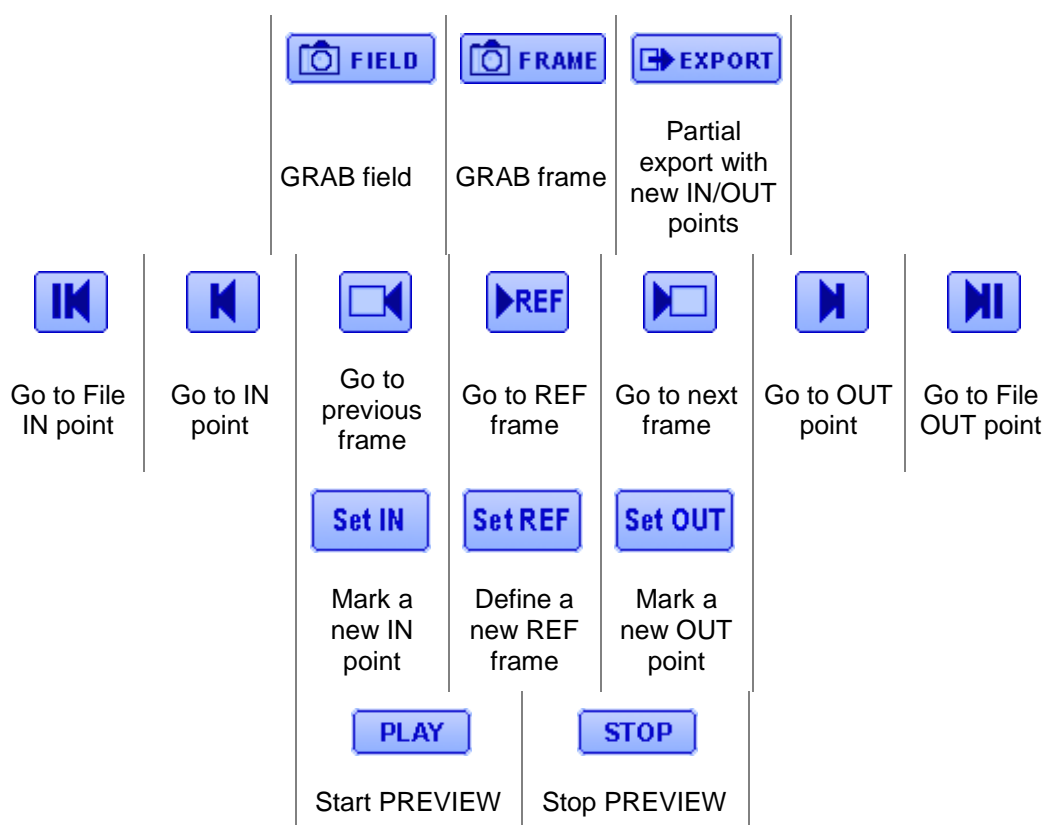 FIELD FRAME EXPORT
GRAB field GRAB frame Partial
export with
new IN/OUT
points
REF
Go to File
IN point
Go to IN
point
Go to
previous
frame
Go to REF
frame
Go to next
frame
Go to OUT
point
Go to File
OUT point
Set IN Set REF Set OUT
Mark a
new IN
point
Define a
new REF
frame
Mark a
new OUT
point
PLAY STOP
Start PREVIEW Stop PREVIEW